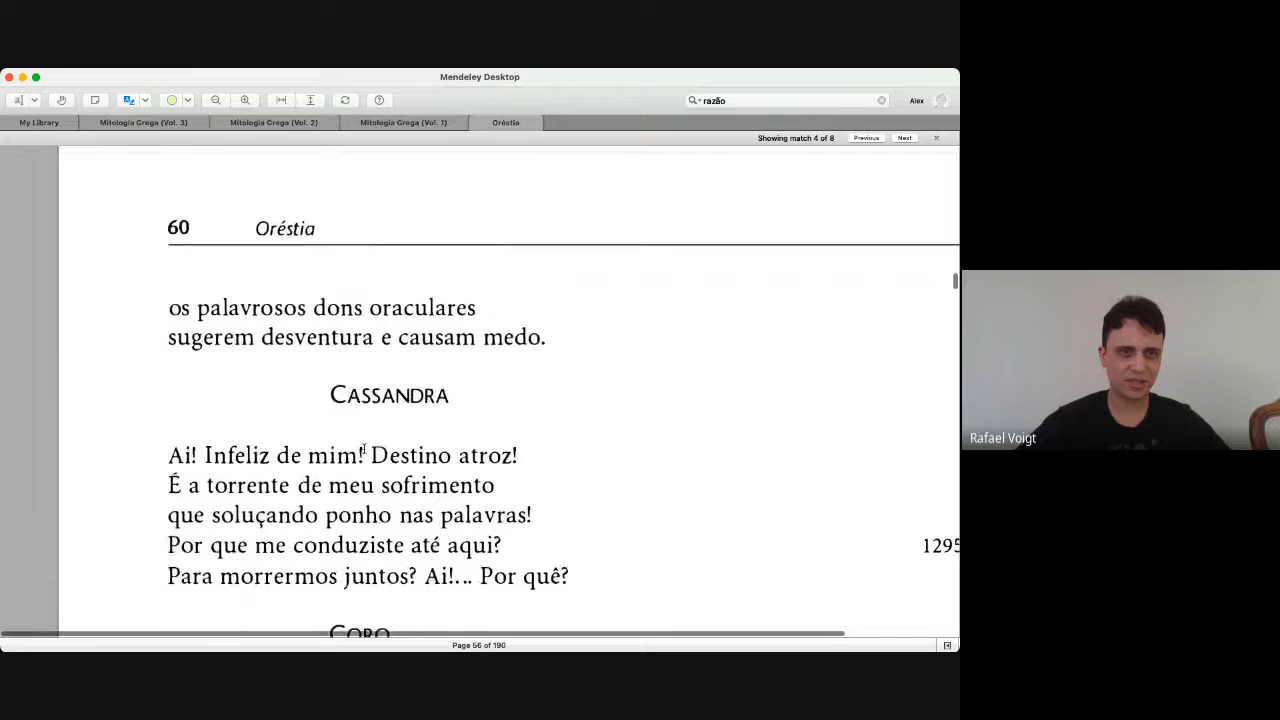 Mendeley Desktop
razão
Alex
My Library
Mitologia Grega (Vol. 3)
Mitologia Grega (Vol. 2)
Mitologia Grega (Vol. 1)
Oréstia
Showing match 4 of 8
Previous
Next
60 Oréstia
os palavrosos dons oraculares
sugerem desventura e causam medo.
CASSANDRA
Ai! Infeliz de mim! Destino atroz!
É a torrente de meu sofrimento
que soluçando ponho nas palavras!
Por que me conduziste até aqui? 1295
Para morrermos juntos? Ai!... Por quê?
CORO
Page 56 of 190
Rafael Voigt